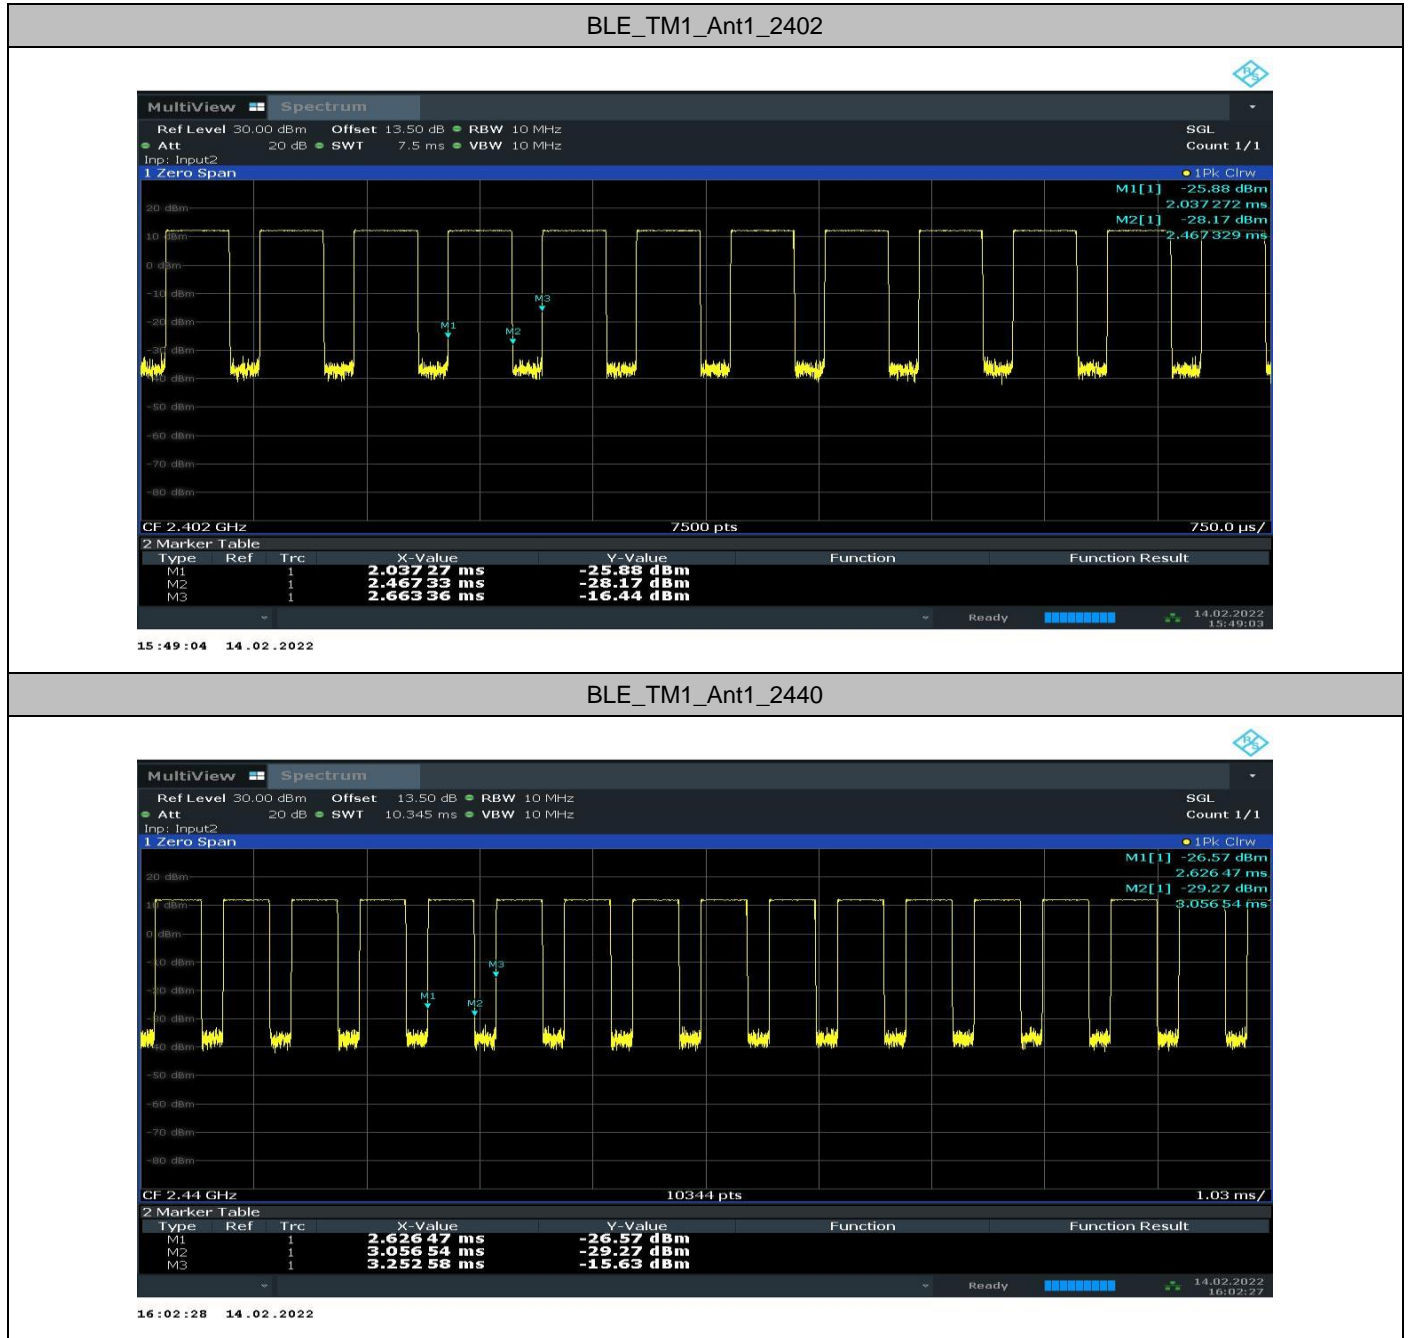 BLE_TM1_Ant1_2402
R&S
MultiView Spectrum
Ref Level 30.00 dBm Offset 13.50 dB RBW 10 MHz SGL
Att 20 dB SWT 7.5 ms VBW 10 MHz Count 1/1
Inp: Input2
1 Zero Span 1Pk Clrw
M1[1] -25.88 dBm
2.037 272 ms
M2[1] -28.17 dBm
2.467 329 ms
20 dBm
10 dBm
0 dBm
-10 dBm
-20 dBm
-30 dBm
-40 dBm
-50 dBm
-60 dBm
-70 dBm
-80 dBm
M1
M2
M3
CF 2.402 GHz 7500 pts 750.0 µs/
2 Marker Table
Type Ref Trc X-Value Y-Value Function Function Result
M1 1 2.037 27 ms -25.88 dBm
M2 1 2.467 33 ms -28.17 dBm
M3 1 2.663 36 ms -16.44 dBm
Ready 14.02.2022
15:49:03
15:49:04 14.02.2022
BLE_TM1_Ant1_2440
R&S
MultiView Spectrum
Ref Level 30.00 dBm Offset 13.50 dB RBW 10 MHz SGL
Att 20 dB SWT 10.345 ms VBW 10 MHz Count 1/1
Inp: Input2
1 Zero Span 1Pk Clrw
M1[1] -26.57 dBm
2.626 47 ms
M2[1] -29.27 dBm
3.056 54 ms
20 dBm
10 dBm
0 dBm
-10 dBm
-20 dBm
-30 dBm
-40 dBm
-50 dBm
-60 dBm
-70 dBm
-80 dBm
M1
M2
M3
CF 2.44 GHz 10344 pts 1.03 ms/
2 Marker Table
Type Ref Trc X-Value Y-Value Function Function Result
M1 1 2.626 47 ms -26.57 dBm
M2 1 3.056 54 ms -29.27 dBm
M3 1 3.252 58 ms -15.63 dBm
Ready 14.02.2022
16:02:27
16:02:28 14.02.2022